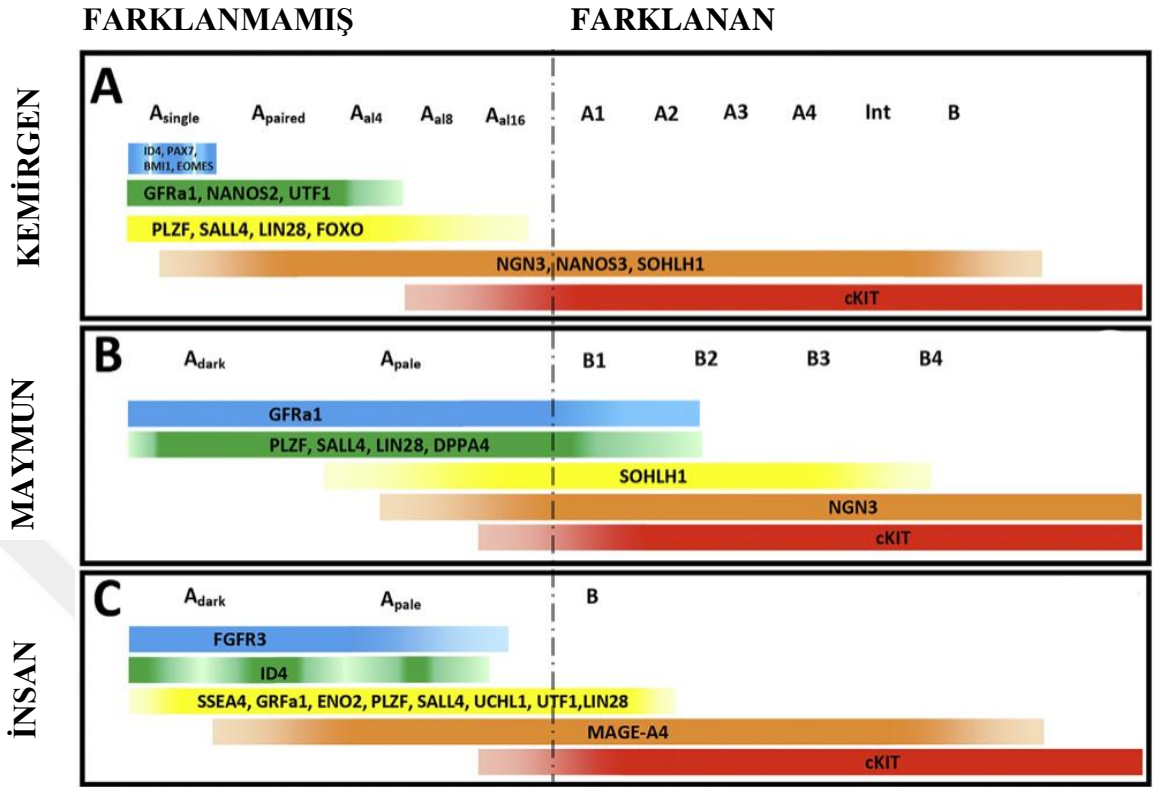 FARKLANMAMIŞ FARKLANAN
KEMİRGEN
A
Asingle Apaired Aal4 Aal8 Aal16 A1 A2 A3 A4 Int B
ID4, PAX7,
BMI1, EOMES
GFRa1, NANOS2, UTF1
PLZF, SALL4, LIN28, FOXO
NGN3, NANOS3, SOHLH1
cKIT
MAYMUN
B
Adark Apale B1 B2 B3 B4
GFRa1
PLZF, SALL4, LIN28, DPPA4
SOHLH1
NGN3
cKIT
İNSAN
C
Adark Apale B
FGFR3
ID4
SSEA4, GRFa1, ENO2, PLZF, SALL4, UCHL1, UTF1,LIN28
MAGE-A4
cKIT